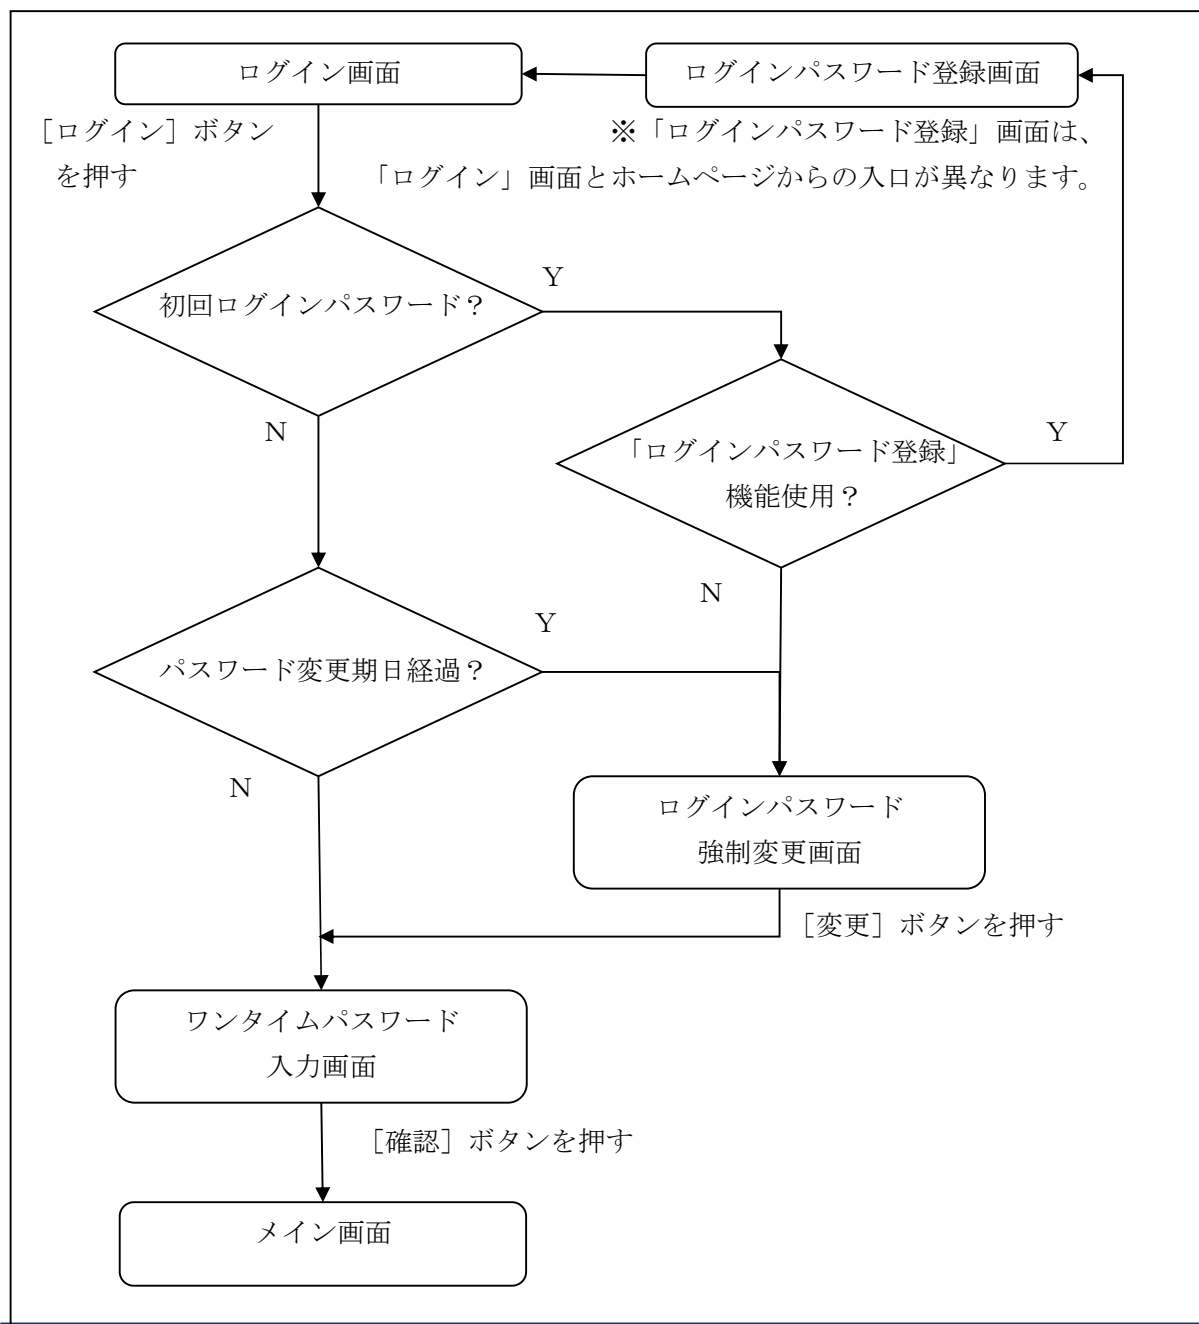 ログイン画面
ログインパスワード登録画面
［ログイン］ボタン
を押す
※「ログインパスワード登録」画面は、
「ログイン」画面とホームページからの入口が異なります。
Y
初回ログインパスワード？
N
Y
「ログインパスワード登録」
機能使用？
N
Y
パスワード変更期日経過？
N
ログインパスワード
強制変更画面
［変更］ボタンを押す
ワンタイムパスワード
入力画面
［確認］ボタンを押す
メイン画面